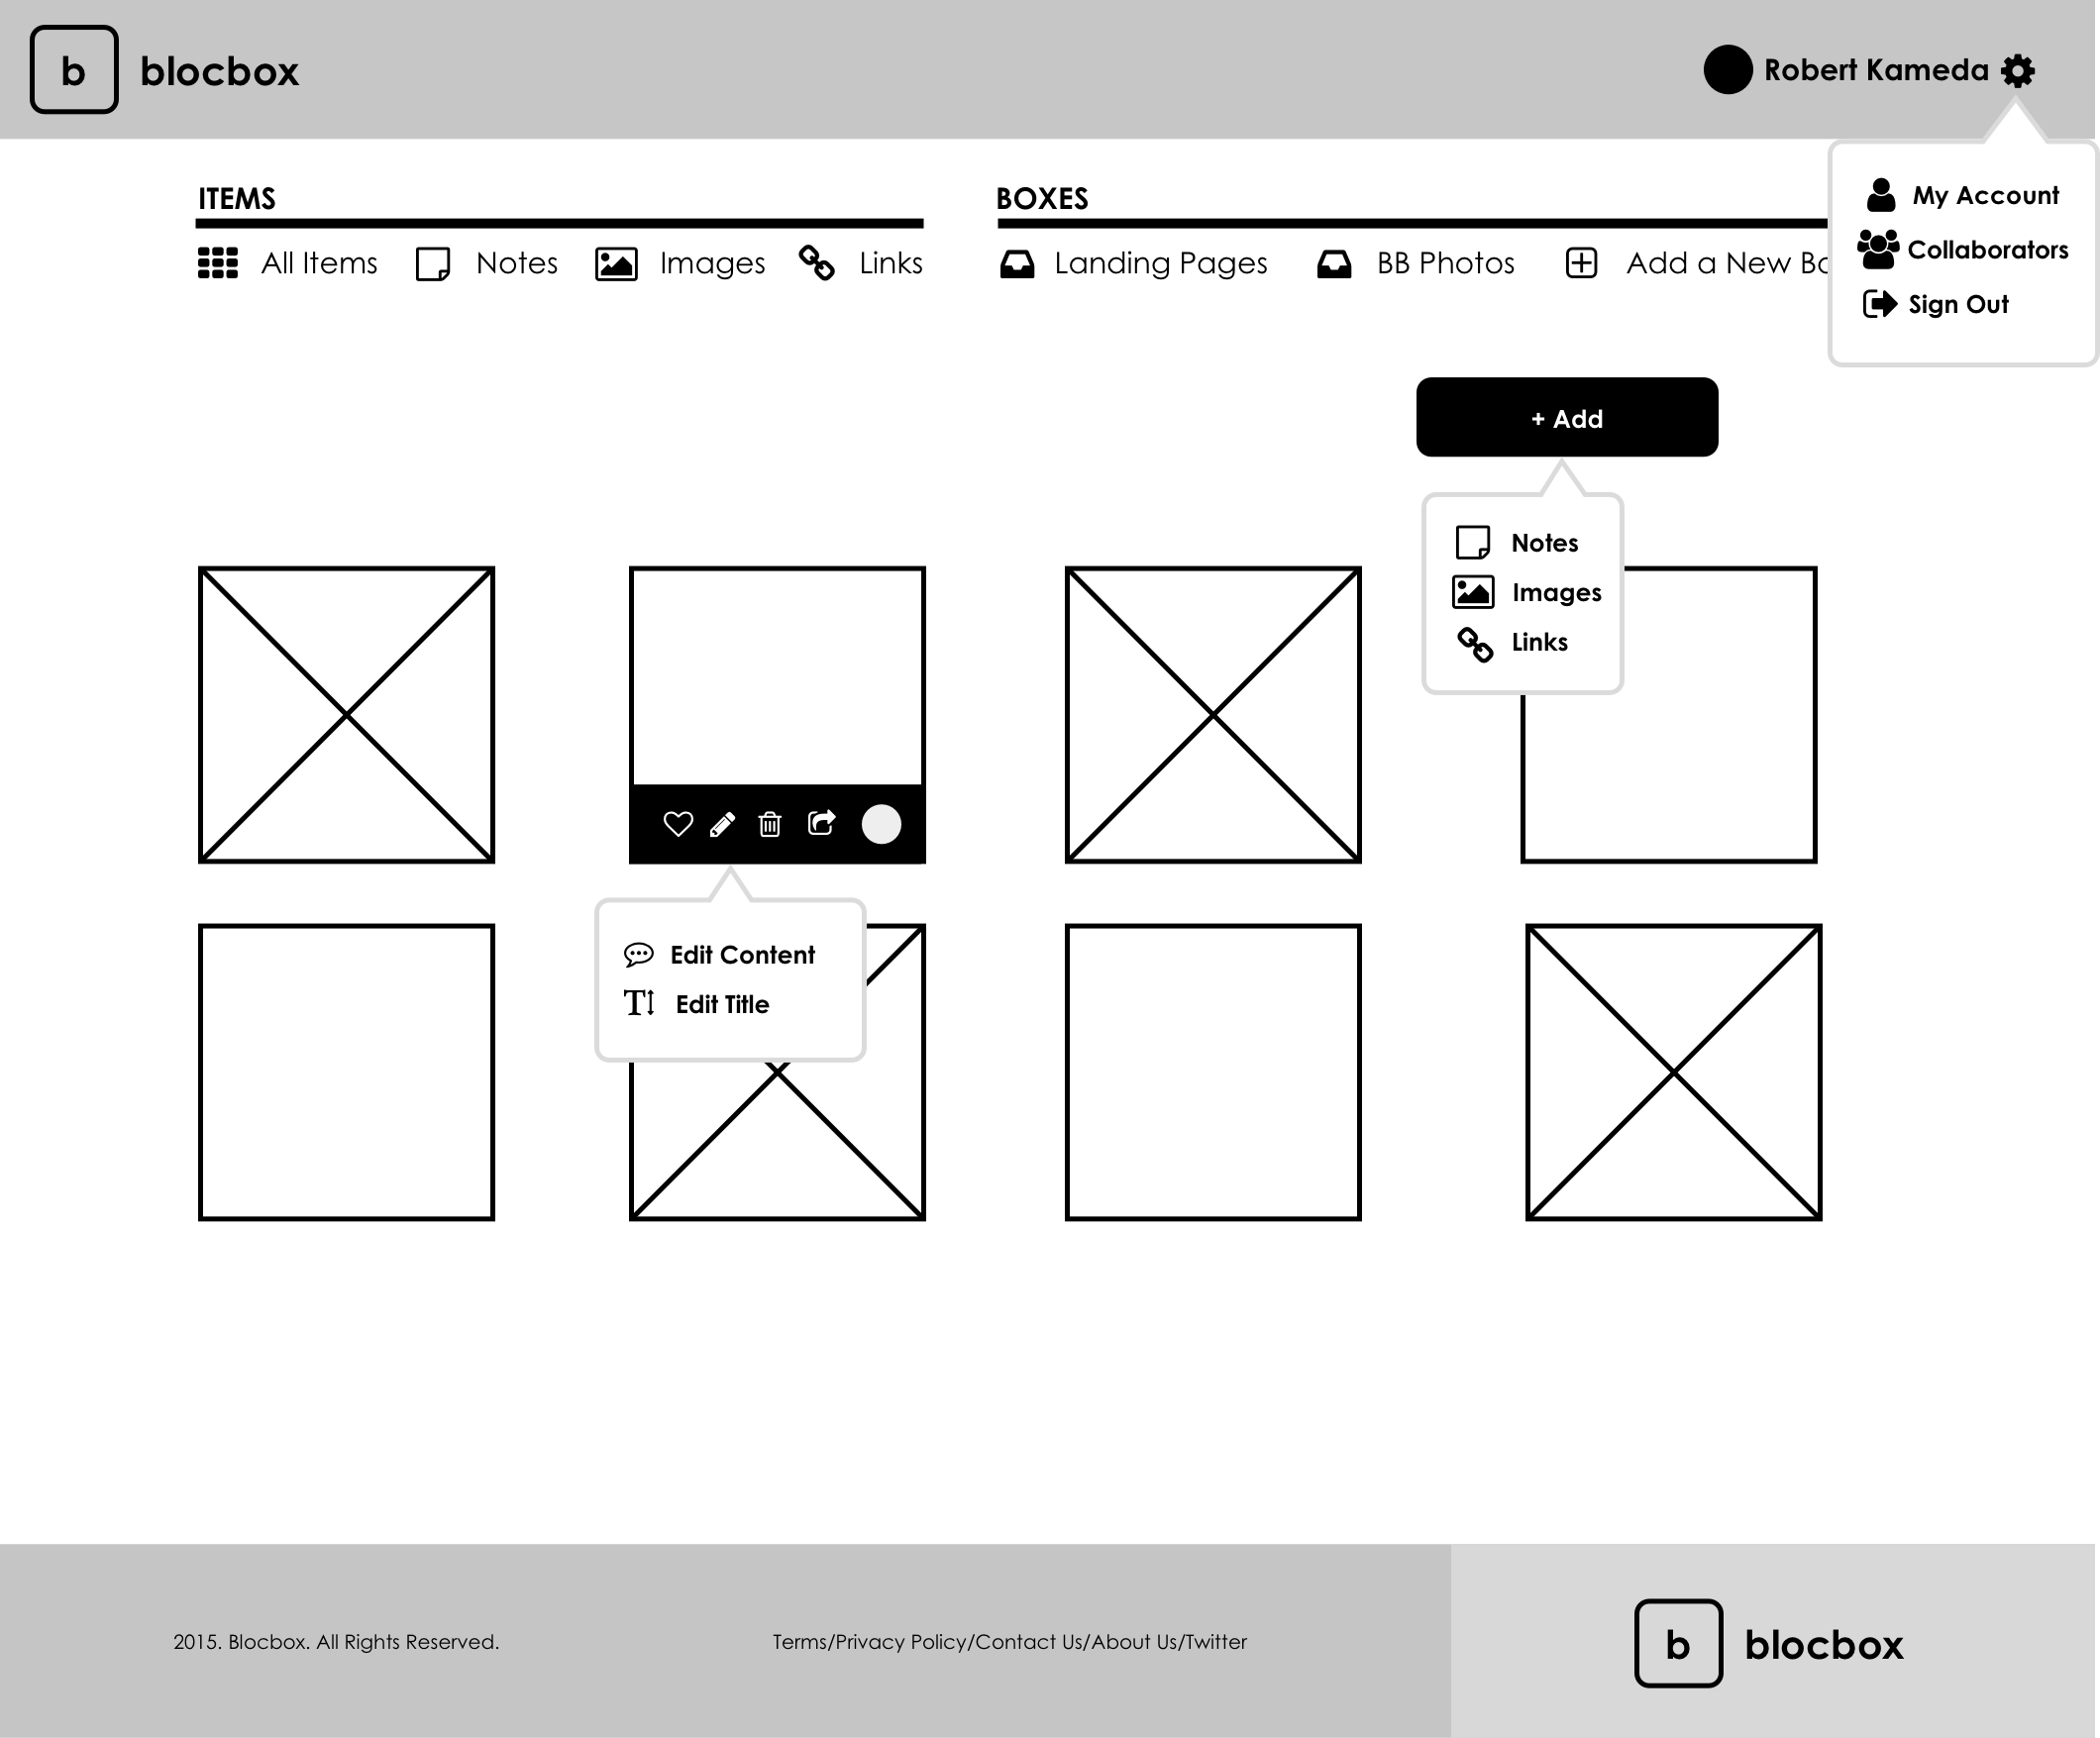 b blocbox
Robert Kameda
My Account
Collaborators
Sign Out
ITEMS
All Items Notes Images Links
BOXES
Landing Pages BB Photos Add a New Bo
+ Add
Notes
Images
Links
Edit Content
T Edit Title
2015. Blocbox. All Rights Reserved.
Terms/Privacy Policy/Contact Us/About Us/Twitter
b blocbox